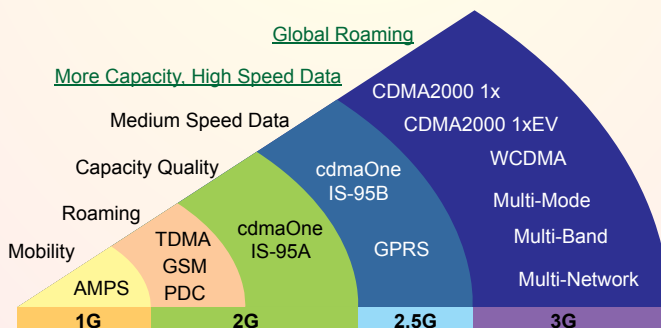 Global Roaming
More Capacity, High Speed Data
Medium Speed Data
Capacity Quality
Roaming
Mobility
AMPS
TDMA
GSM
PDC
cdmaOne
IS-95A
cdmaOne
IS-95B
GPRS
CDMA2000 1x
CDMA2000 1xEV
WCDMA
Multi-Mode
Multi-Band
Multi-Network
1G
2G
2.5G
3G